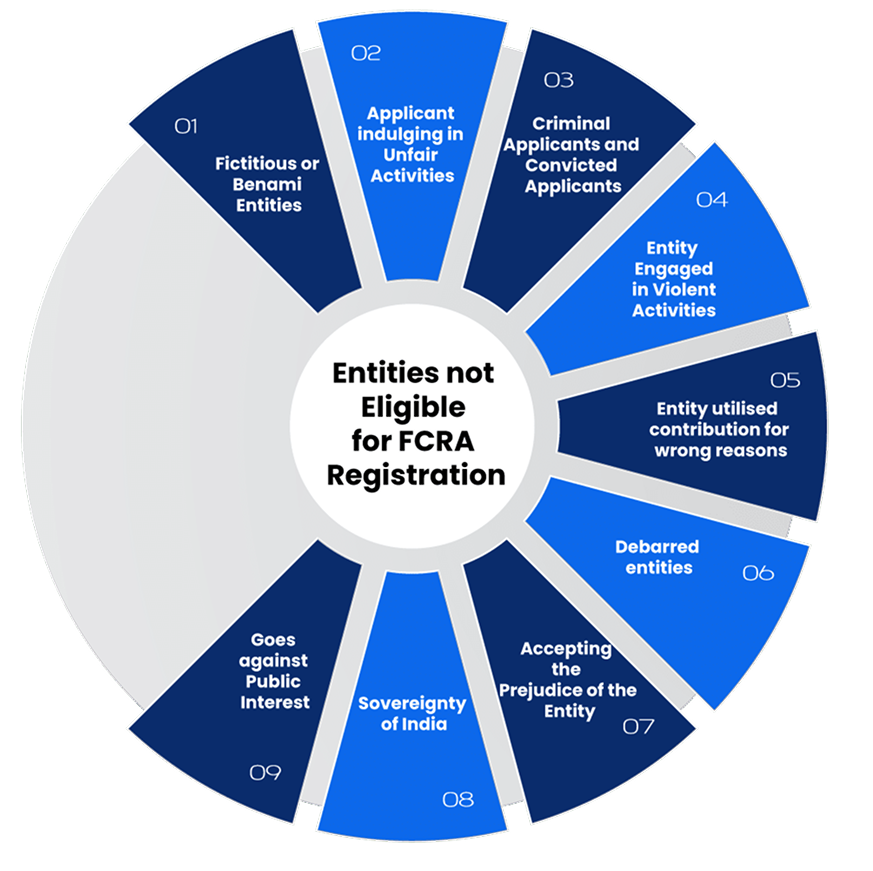 Entities not
Eligible
for FCRA
Registration
01
Fictitious or
Benami
Entities
02
Applicant
indulging in
Unfair
Activities
03
Criminal
Applicants and
Convicted
Applicants
04
Entity
Engaged
in Violent
Activities
05
Entity utilised
contribution for
wrong reasons
06
Debarred
entities
07
Accepting
the
Prejudice of the
Entity
08
Sovereignty
of India
09
Goes
against
Public
Interest